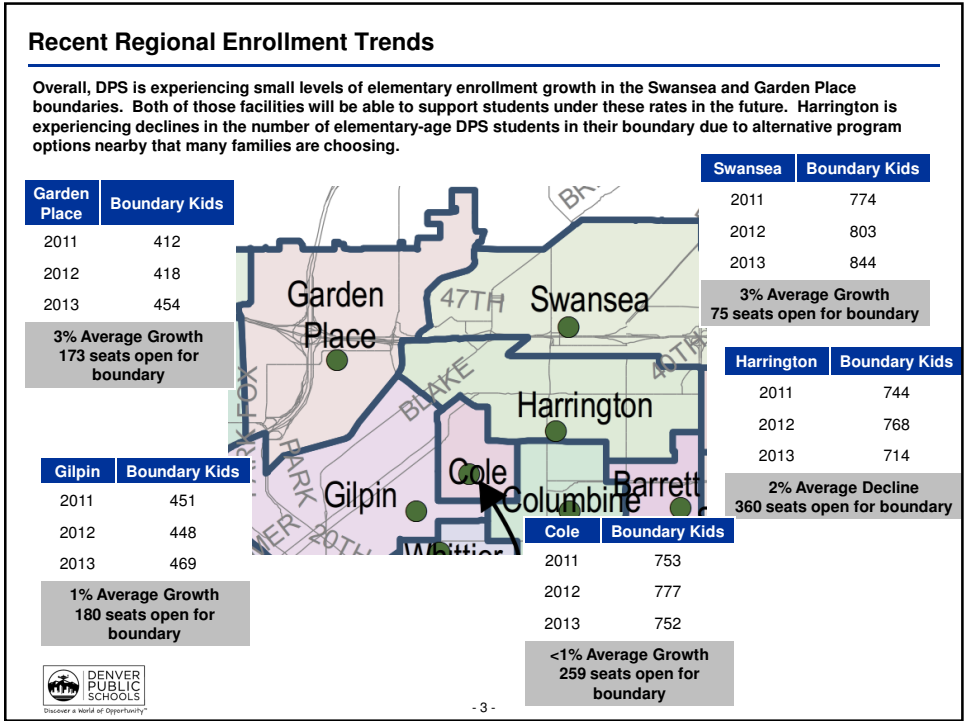 Recent Regional Enrollment Trends
Overall, DPS is experiencing small levels of elementary enrollment growth in the Swansea and Garden Place
boundaries. Both of those facilities will be able to support students under these rates in the future. Harrington is
experiencing declines in the number of elementary-age DPS students in their boundary due to alternative program
options nearby that many families are choosing.
Garden
Place
Boundary Kids
2011 412
2012 418
2013 454
3% Average Growth
173 seats open for
boundary
Swansea Boundary Kids
2011 774
2012 803
2013 844
3% Average Growth
75 seats open for boundary
Garden
Place
47TH
Swansea
BLAKE
40TH
Harrington
FOX
PARK
Gilpin
Cole
Columbine
Barrett
20TH
Whittier
Harrington Boundary Kids
2011 744
2012 768
2013 714
2% Average Decline
360 seats open for boundary
Gilpin Boundary Kids
2011 451
2012 448
2013 469
1% Average Growth
180 seats open for
boundary
Cole Boundary Kids
2011 753
2012 777
2013 752
<1% Average Growth
259 seats open for
boundary
DENVER
PUBLIC
SCHOOLS
Discover a World of Opportunity™
- 3 -